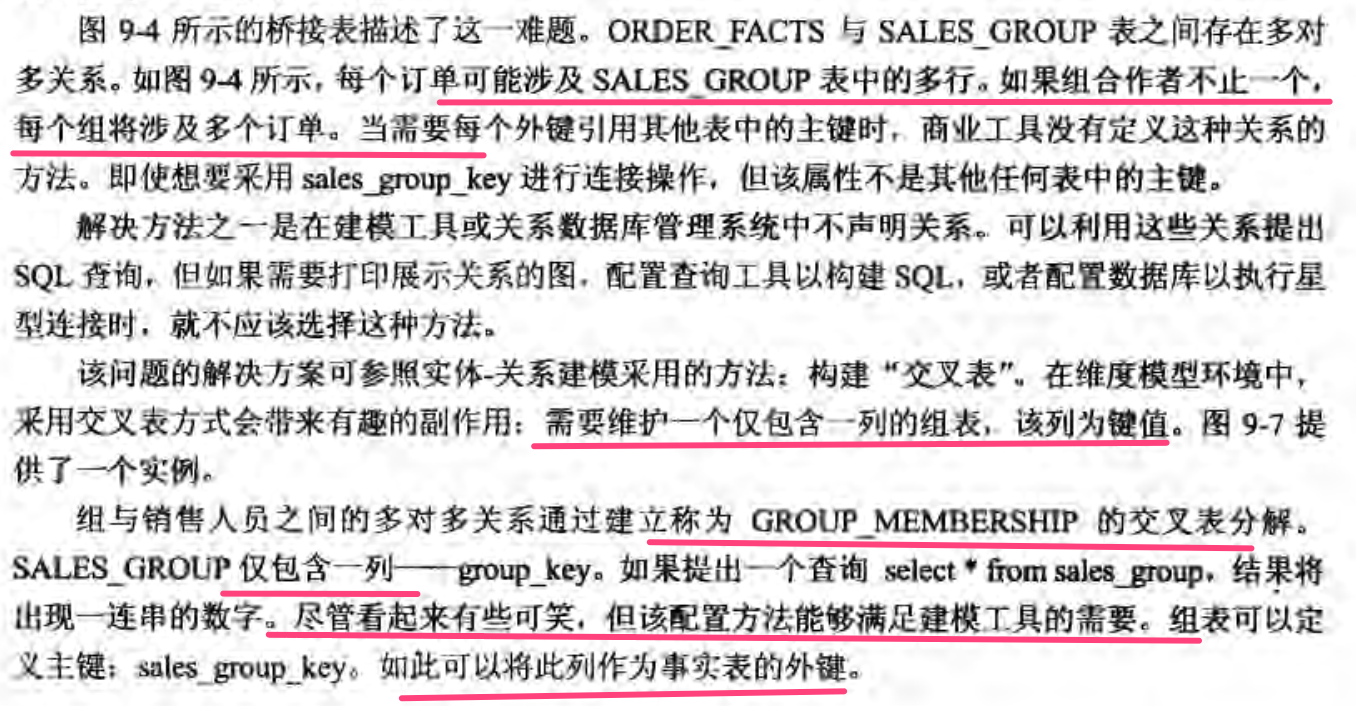 图 9-4 所示的桥接表描述了这一难题。ORDER_FACTS 与 SALES_GROUP 表之间存在多对
多关系。如图 9-4 所示，每个订单可能涉及 SALES_GROUP 表中的多行。如果组合作者不止一个，
每个组将涉及多个订单。当需要每个外键引用其他表中的主键时，商业工具没有定义这种关系的
方法。即使想要采用 sales_group_key 进行连接操作，但该属性不是其他任何表中的主键。
解决方法之一是在建模工具或关系数据库管理系统中不声明关系。可以利用这些关系提出
SQL 查询，但如果需要打印展示关系的图，配置查询工具以构建 SQL，或者配置数据库以执行星
型连接时，就不应该选择这种方法。
该问题的解决方案可参照实体-关系建模采用的方法：构建“交叉表”。在维度模型环境中，
采用交叉表方式会带来有趣的副作用：需要维护一个仅包含一列的组表，该列为键值。图 9-7 提
供了一个实例。
组与销售人员之间的多对多关系通过建立称为 GROUP_MEMBERSHIP 的交叉表分解。
SALES_GROUP 仅包含一列——group_key。如果提出一个查询 select * from sales_group，结果将
出现一连串的数字。尽管看起来有些可笑，但该配置方法能够满足建模工具的需要。组表可以定
义主键：sales_group_key。如此可以将此列作为事实表的外键。